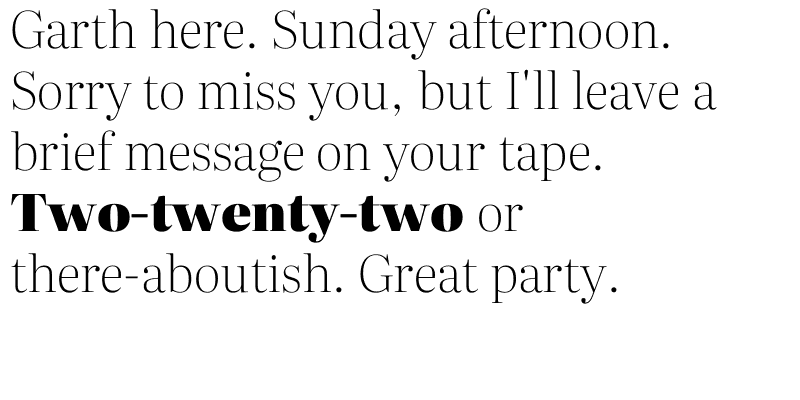 Garth here. Sunday afternoon.
Sorry to miss you, but I'll leave a
brief message on your tape.
Two-twenty-two or
there-aboutish. Great party.